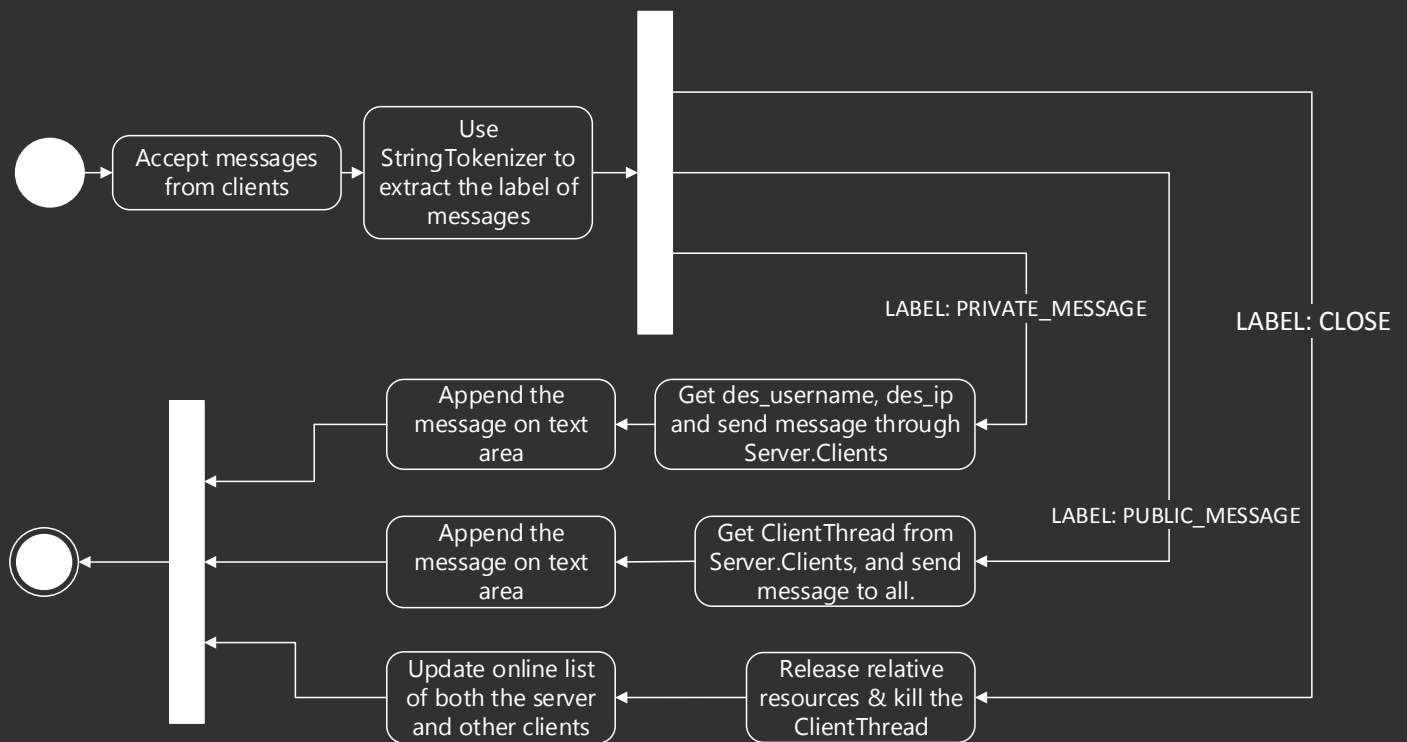 Accept messages
from clients
Use
StringTokenizer to
extract the label of
messages
LABEL: PRIVATE_MESSAGE
LABEL: CLOSE
Append the
message on text
area
Get des_username, des_ip
and send message through
Server.Clients
LABEL: PUBLIC_MESSAGE
Append the
message on text
area
Get ClientThread from
Server.Clients, and send
message to all.
Update online list
of both the server
and other clients
Release relative
resources & kill the
ClientThread